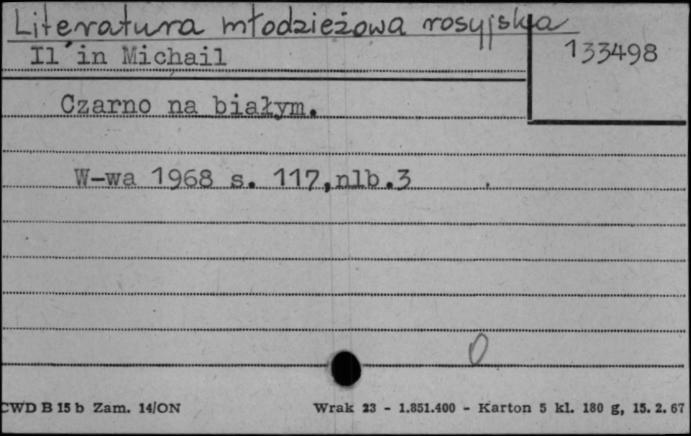 Literatura młodzieżowa rosyjska
Il'in Michail
133498
Czarno na białym.
W-wa 1968 s. 117,nlb.3
0
CWD B 15 b Zam. 14/ON
Wrak 23 - 1.851.400 - Karton 5 kl. 180 g, 15. 2. 67